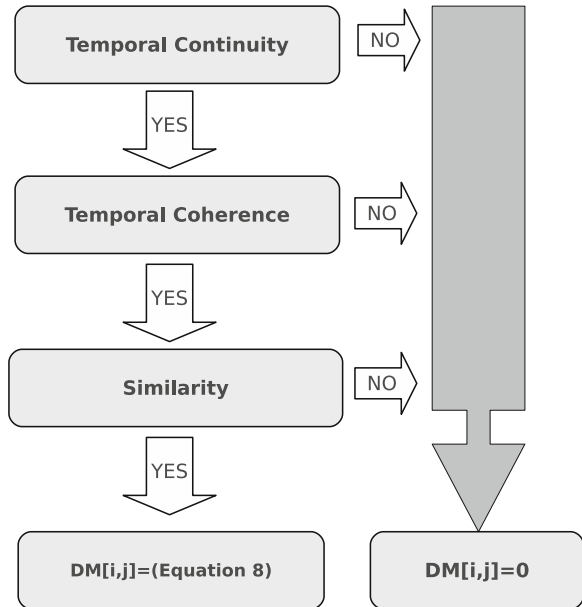 Temporal Continuity
NO
YES
Temporal Coherence
NO
YES
Similarity
NO
YES
DM[i,j]=(Equation 8)
DM[i,j]=0